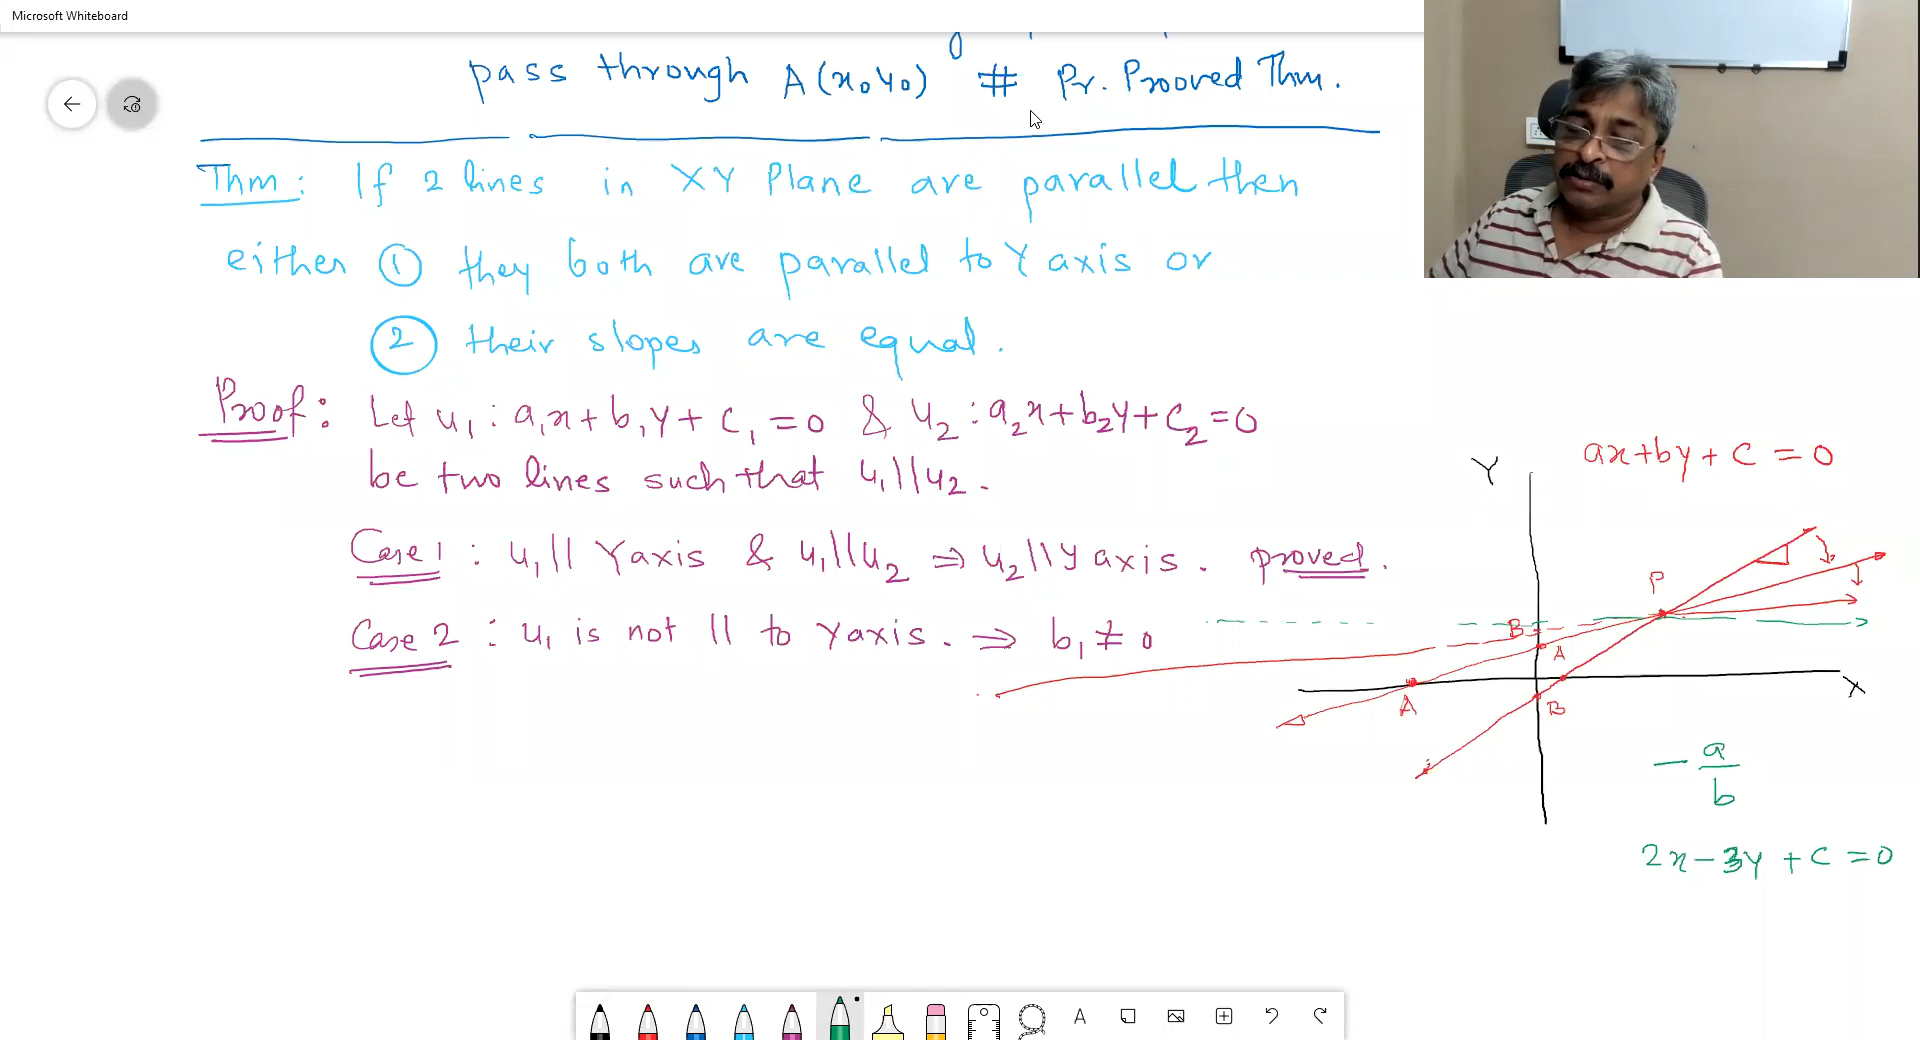 Microsoft Whiteboard
pass through A(x₀y₀) # Pr. Prooved Thm.
Thm: If 2 lines in XY Plane are parallel then
either ① they both are parallel to Y axis or
② their slopes are equal.
Proof: Let u₁: a₁x+b₁y+c₁=0 & u₂: a₂x+b₂y+c₂=0
be two lines such that u₁||u₂.
Case 1: u₁|| Yaxis & u₁||u₂ ⇒ u₂||y axis. proved.
Case 2: u₁ is not || to yaxis. ⇒ b₁ ≠ 0
ax+by+c=0
Y
P
B
A
X
A
B
-a/b
2x-3y+c=0
A